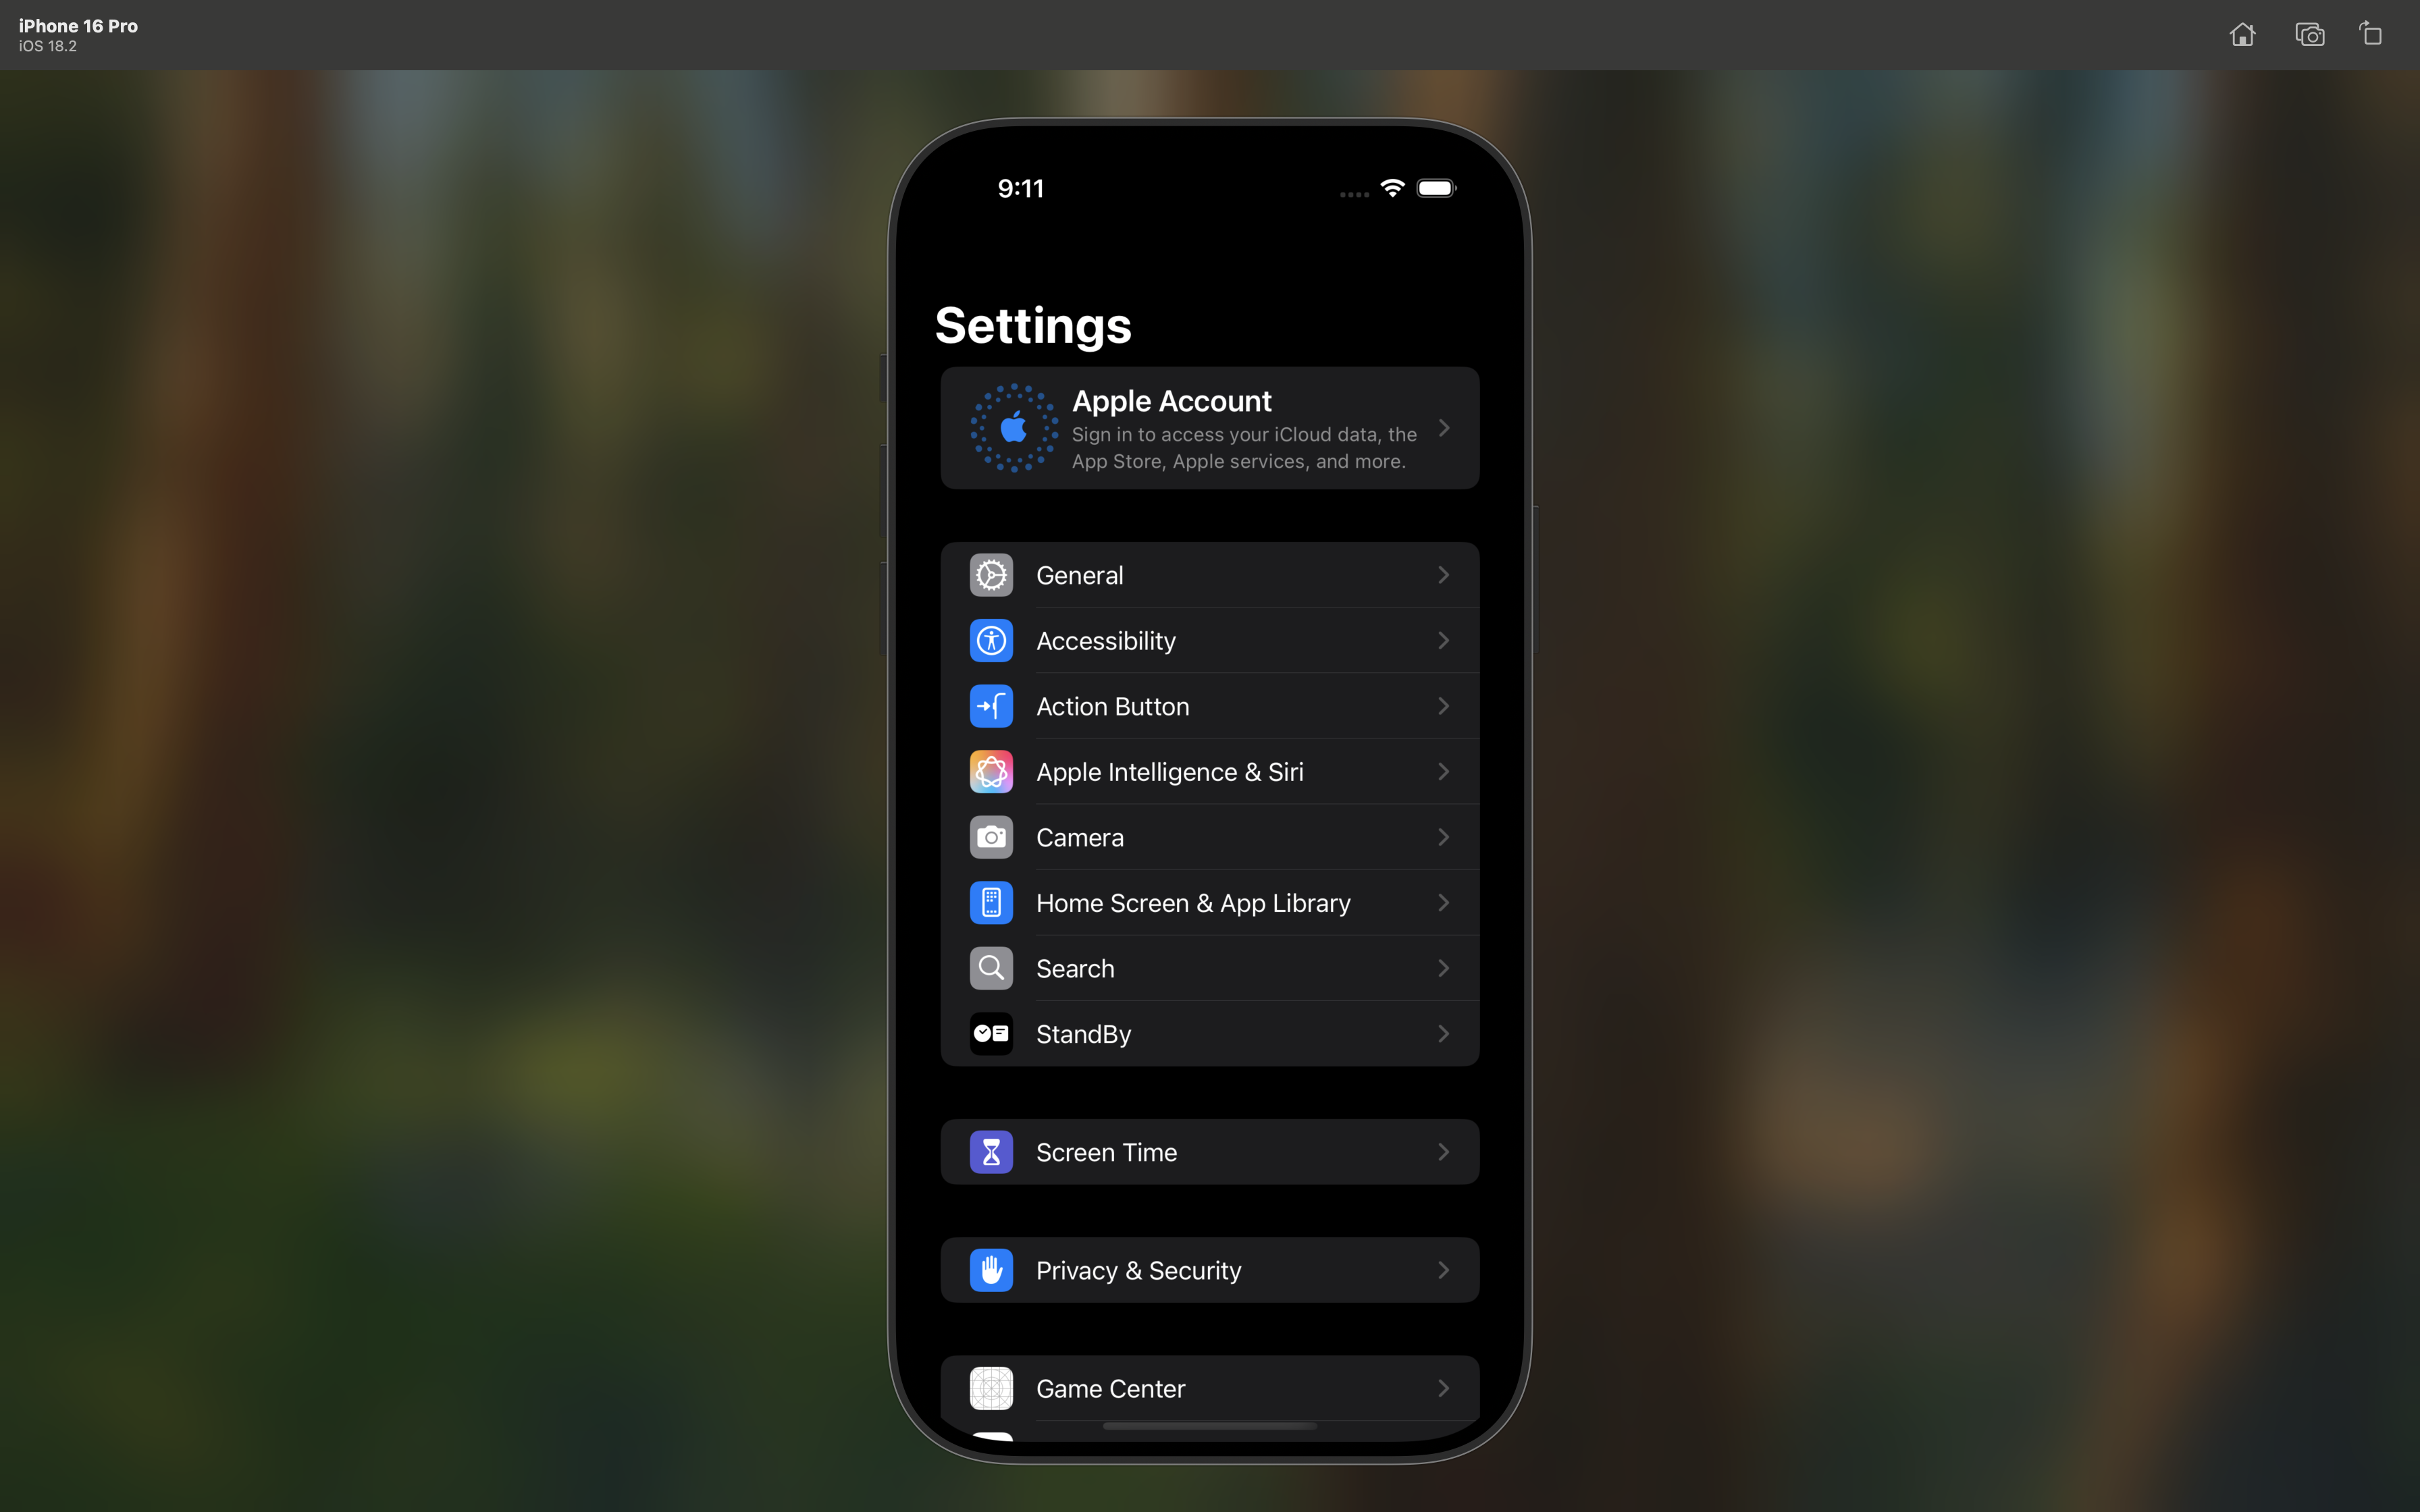 iPhone 16 Pro
iOS 18.2
9:11
Settings
Apple Account
Sign in to access your iCloud data, the
App Store, Apple services, and more.
General
Accessibility
Action Button
Apple Intelligence & Siri
Camera
Home Screen & App Library
Search
StandBy
Screen Time
Privacy & Security
Game Center